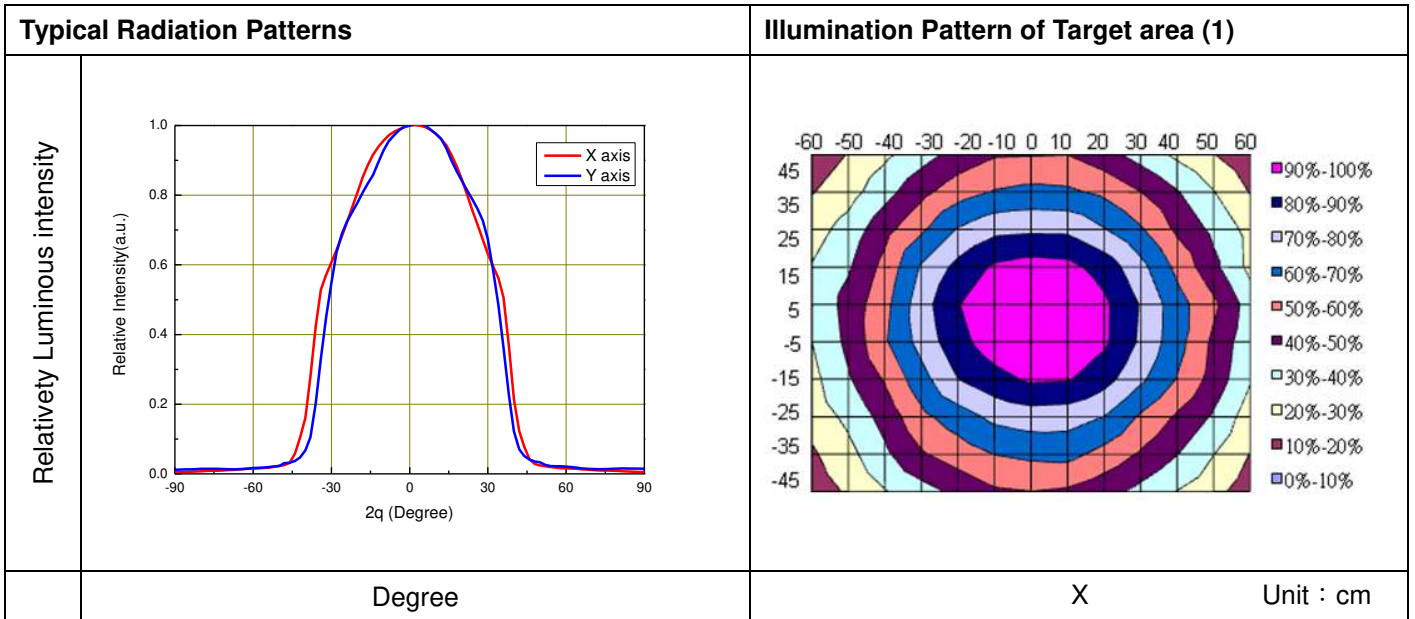 Typical Radiation Patterns
Illumination Pattern of Target area (1)
Relativety Luminous intensity
Relative Intensity(a.u.)
1.0
0.8
0.6
0.4
0.2
0.0
-90 -60 -30 0 30 60 90
2q (Degree)
X axis
Y axis
-60 -50 -40 -30 -20 -10 0 10 20 30 40 50 60
45
35
25
15
5
-5
-15
-25
-35
-45
90%-100%
80%-90%
70%-80%
60%-70%
50%-60%
40%-50%
30%-40%
20%-30%
10%-20%
0%-10%
Degree
X Unit：cm